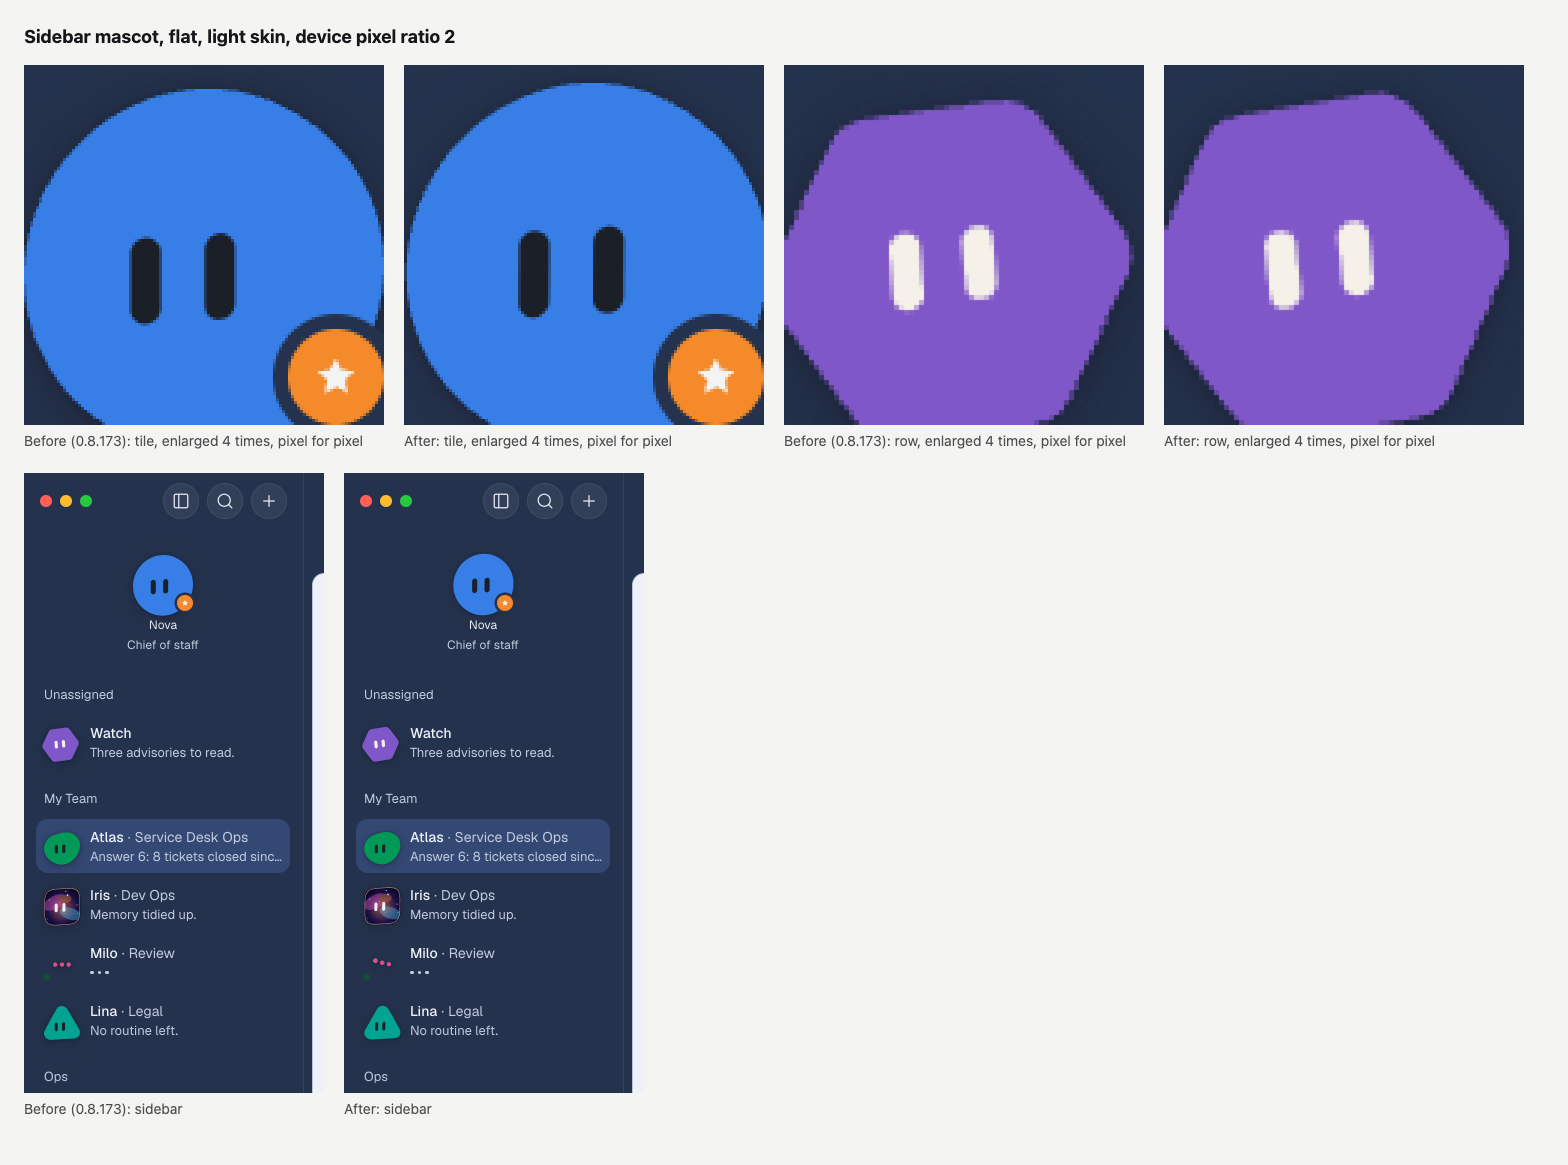 Sidebar mascot, flat, light skin, device pixel ratio 2
Before (0.8.173): tile, enlarged 4 times, pixel for pixel
After: tile, enlarged 4 times, pixel for pixel
Before (0.8.173): row, enlarged 4 times, pixel for pixel
After: row, enlarged 4 times, pixel for pixel
Nova
Chief of staff
Unassigned
Watch
Three advisories to read.
My Team
Atlas · Service Desk Ops
Answer 6: 8 tickets closed sinc…
Iris · Dev Ops
Memory tidied up.
Milo · Review
Lina · Legal
No routine left.
Ops
Before (0.8.173): sidebar
Nova
Chief of staff
Unassigned
Watch
Three advisories to read.
My Team
Atlas · Service Desk Ops
Answer 6: 8 tickets closed sinc…
Iris · Dev Ops
Memory tidied up.
Milo · Review
Lina · Legal
No routine left.
Ops
After: sidebar